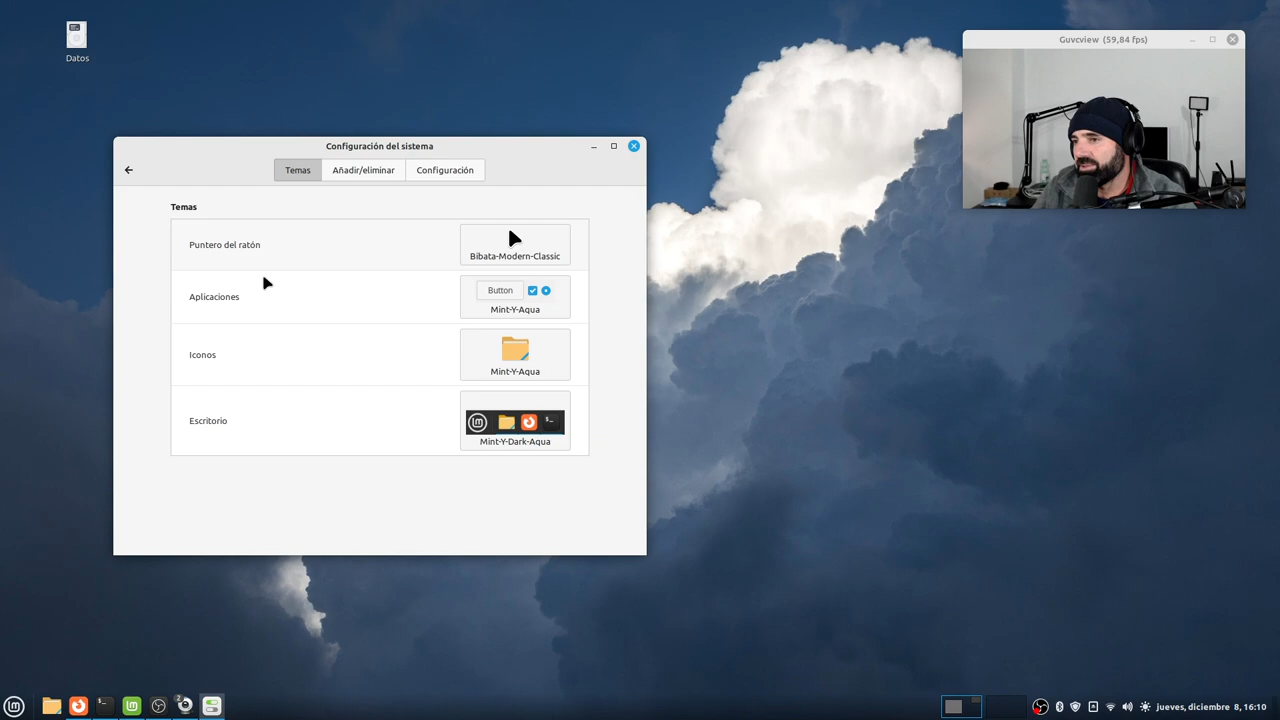 Datos
Guvcview (59,84 fps)
Configuración del sistema
Temas
Añadir/eliminar
Configuración
Temas
Puntero del ratón
Bibata-Modern-Classic
Aplicaciones
Button
Mint-Y-Aqua
Iconos
Mint-Y-Aqua
Escritorio
Mint-Y-Dark-Aqua
2
jueves, diciembre 8, 16:10